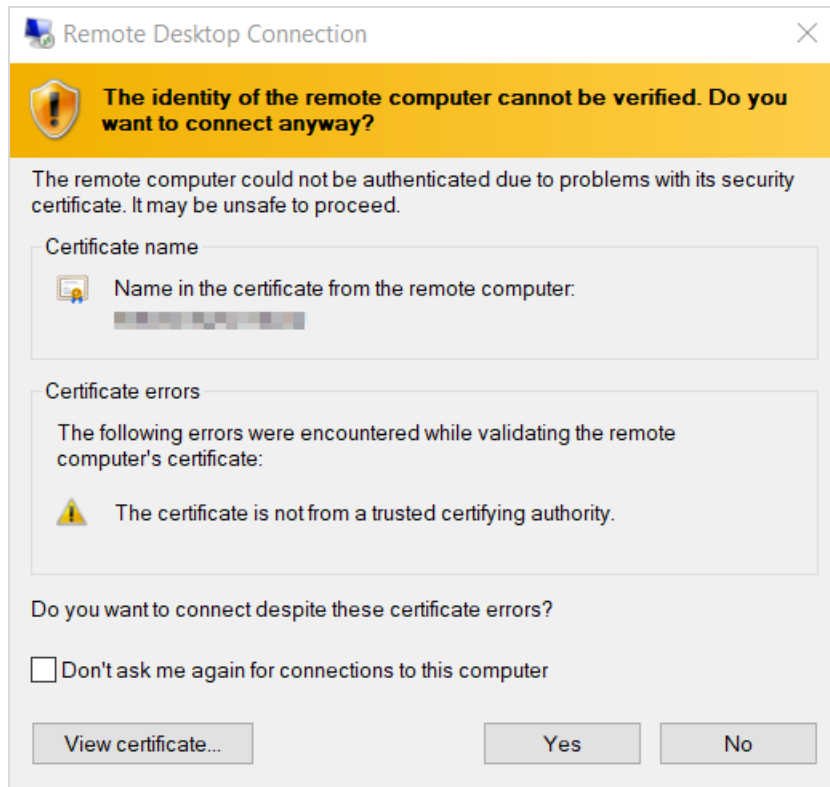 Remote Desktop Connection
The identity of the remote computer cannot be verified. Do you
want to connect anyway?
The remote computer could not be authenticated due to problems with its security
certificate. It may be unsafe to proceed.
Certificate name
Name in the certificate from the remote computer:
Certificate errors
The following errors were encountered while validating the remote
computer's certificate:
The certificate is not from a trusted certifying authority.
Do you want to connect despite these certificate errors?
Don't ask me again for connections to this computer
View certificate...
Yes
No